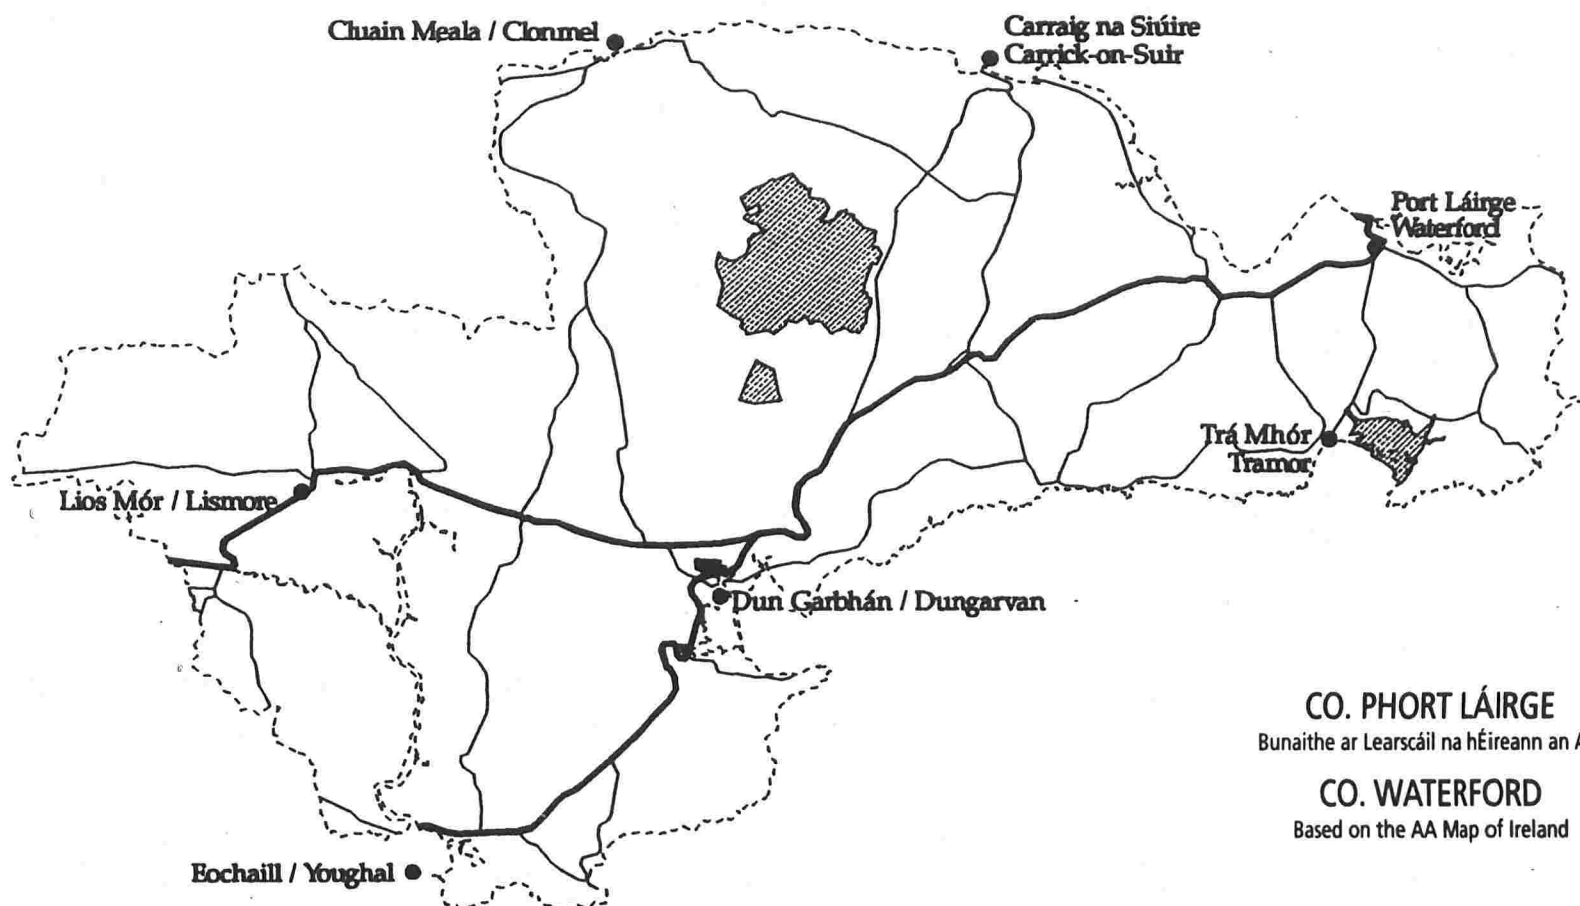 Cluain Meala / Clonmel
Carraig na Siúire
Carrick-on-Suir
Port Láirge
Waterford
Trá Mhór
Tramor
Lios Mór / Lismore
Dun Garbhán / Dungarvan
Eochaill / Youghal
CO. PHORT LÁIRGE
Bunaithe ar Learscáil na hÉireann an
CO. WATERFORD
Based on the AA Map of Ireland